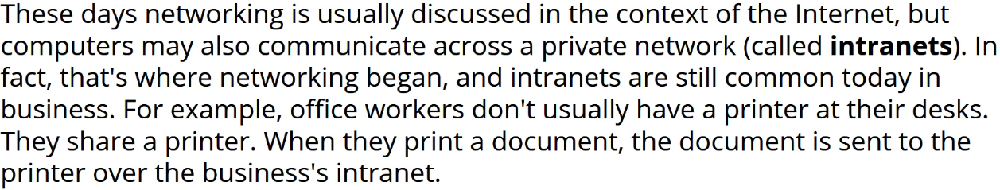 These days networking is usually discussed in the context of the Internet, but
computers may also communicate across a private network (called intranets). In
fact, that's where networking began, and intranets are still common today in
business. For example, office workers don't usually have a printer at their desks.
They share a printer. When they print a document, the document is sent to the
printer over the business's intranet.